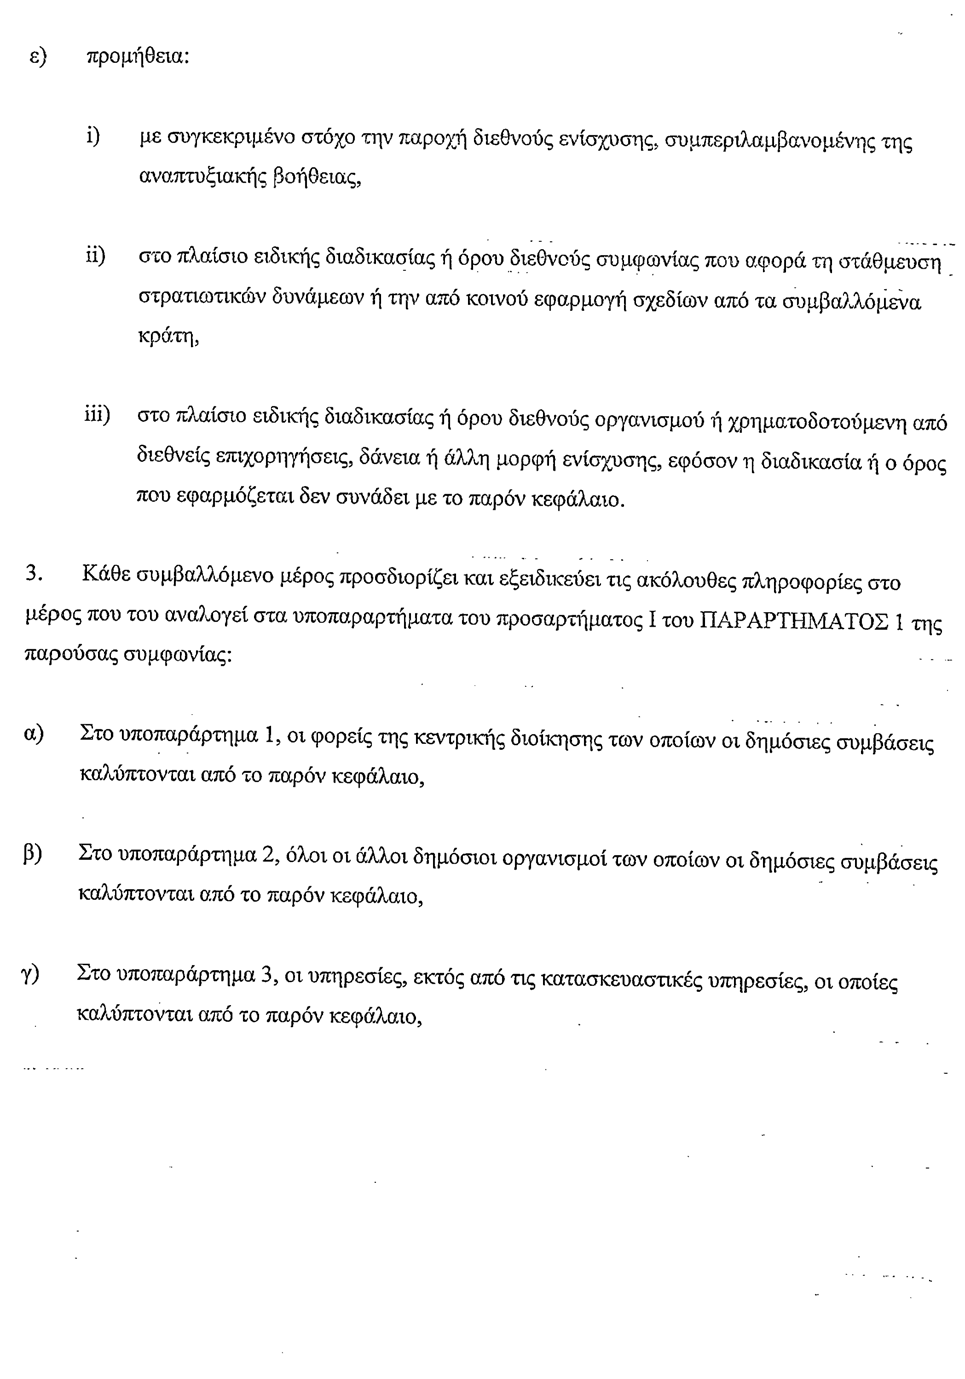 ε) προμήθεια:
i) με συγκεκριμένο στόχο την παροχή διεθνούς ενίσχυσης, συμπεριλαμβανομένης της
αναπτυξιακής βοήθειας,
ii) στο πλαίσιο ειδικής διαδικασίας ή όρου διεθνούς συμφωνίας που αφορά τη στάθμευση
στρατιωτικών δυνάμεων ή την από κοινού εφαρμογή σχεδίων από τα συμβαλλόμενα
κράτη,
iii) στο πλαίσιο ειδικής διαδικασίας ή όρου διεθνούς οργανισμού ή χρηματοδοτούμενη από
διεθνείς επιχορηγήσεις, δάνεια ή άλλη μορφή ενίσχυσης, εφόσον η διαδικασία ή ο όρος
που εφαρμόζεται δεν συνάδει με το παρόν κεφάλαιο.
3. Κάθε συμβαλλόμενο μέρος προσδιορίζει και εξειδικεύει τις ακόλουθες πληροφορίες στο
μέρος που του αναλογεί στα υποπαραρτήματα του προσαρτήματος I του ΠΑΡΑΡΤΗΜΑΤΟΣ 1 της
παρούσας συμφωνίας:
α) Στο υποπαράρτημα 1, οι φορείς της κεντρικής διοίκησης των οποίων οι δημόσιες συμβάσεις
καλύπτονται από το παρόν κεφάλαιο,
β) Στο υποπαράρτημα 2, όλοι οι άλλοι δημόσιοι οργανισμοί των οποίων οι δημόσιες συμβάσεις
καλύπτονται από το παρόν κεφάλαιο,
γ) Στο υποπαράρτημα 3, οι υπηρεσίες, εκτός από τις κατασκευαστικές υπηρεσίες, οι οποίες
καλύπτονται από το παρόν κεφάλαιο,